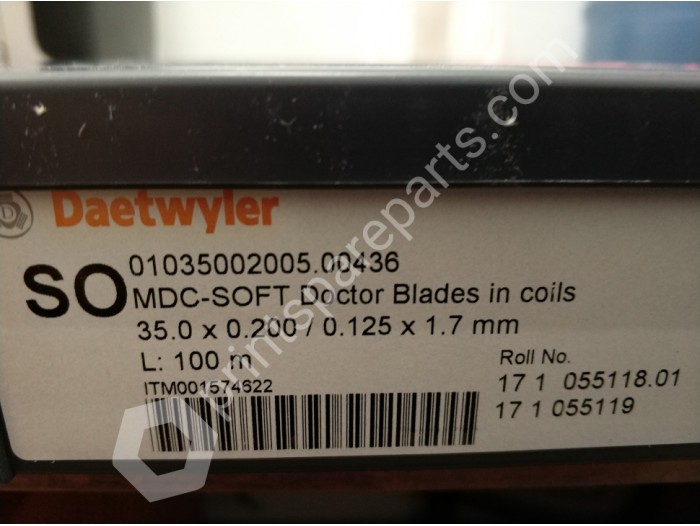 Daetwyler
SO
01035002005.00436
MDC-SOFT Doctor Blades in coils
35.0 x 0.200 / 0.125 x 1.7 mm
L: 100 m
ITM001574622
Roll No.
17 1 055118.01
17 1 055119
printspareparts.com